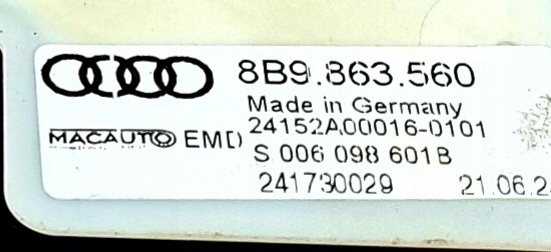 8B9.863.560
Made in Germany
24152A00016-0101
MACAUTO EMD
S 006 098 601B
241730029 21.06.2